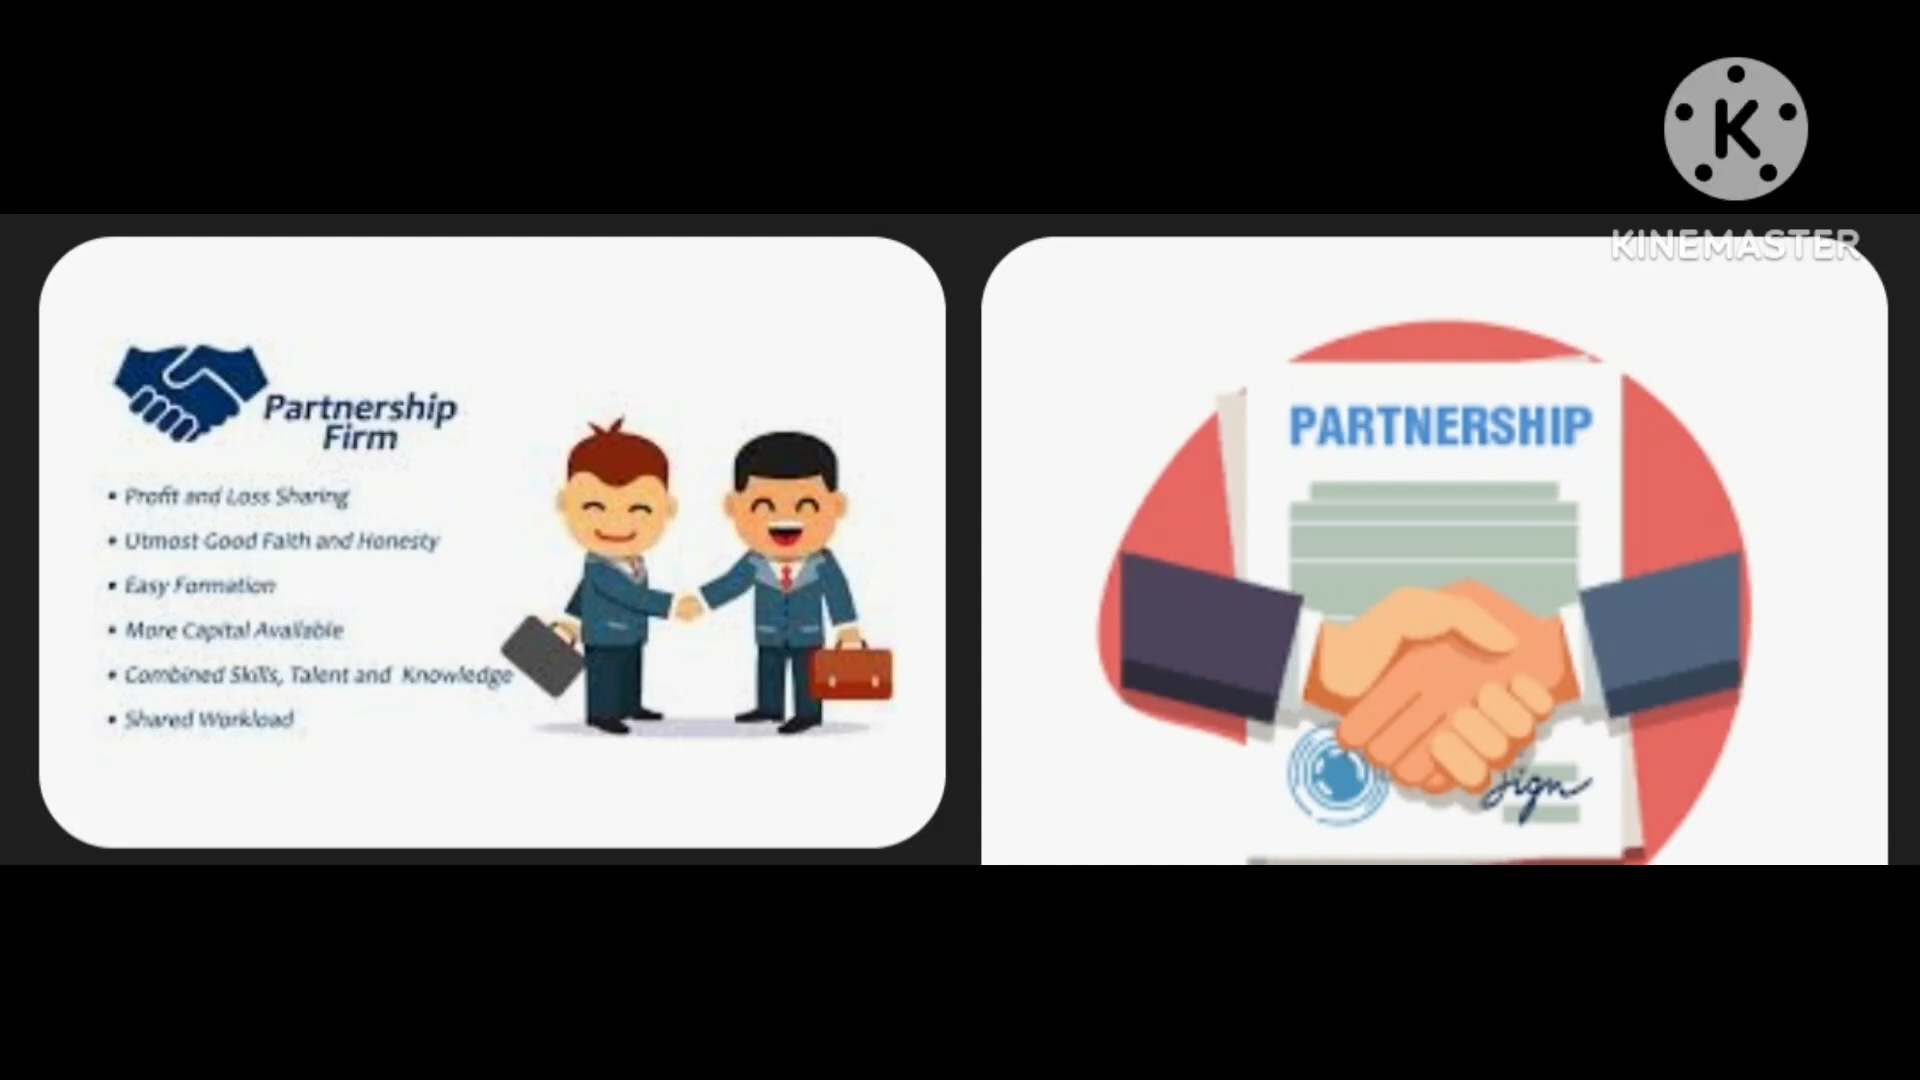 K
KINEMASTER
Partnership
Firm
• Profit and Loss Sharing
• Utmost Good Faith and Honesty
• Easy Formation
• More Capital Available
• Combined Skills, Talent and Knowledge
• Shared Workload
PARTNERSHIP
Sign